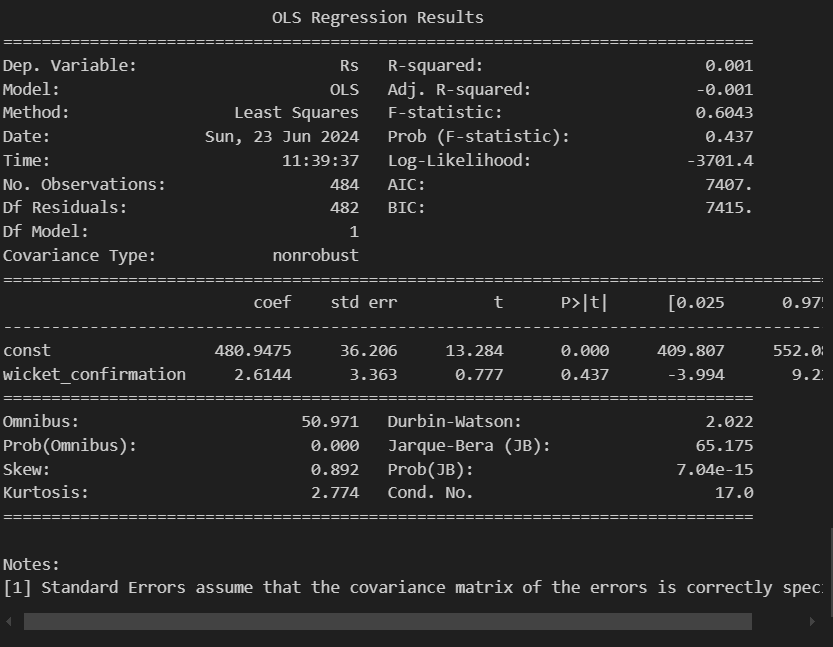 OLS Regression Results
==============================================================================
Dep. Variable:                     Rs   R-squared:                       0.001
Model:                            OLS   Adj. R-squared:                 -0.001
Method:                 Least Squares   F-statistic:                    0.6043
Date:                Sun, 23 Jun 2024   Prob (F-statistic):              0.437
Time:                        11:39:37   Log-Likelihood:                -3701.4
No. Observations:                 484   AIC:                             7407.
Df Residuals:                     482   BIC:                             7415.
Df Model:                           1
Covariance Type:            nonrobust
=====================================================================================
                          coef    std err          t      P>|t|      [0.025      0.97
-------------------------------------------------------------------------------------
const                 480.9475     36.206     13.284      0.000     409.807     552.0
wicket_confirmation     2.6144      3.363      0.777      0.437      -3.994       9.2
==============================================================================
Omnibus:                       50.971   Durbin-Watson:                   2.022
Prob(Omnibus):                  0.000   Jarque-Bera (JB):               65.175
Skew:                           0.892   Prob(JB):                     7.04e-15
Kurtosis:                       2.774   Cond. No.                         17.0
==============================================================================
Notes:
[1] Standard Errors assume that the covariance matrix of the errors is correctly spec